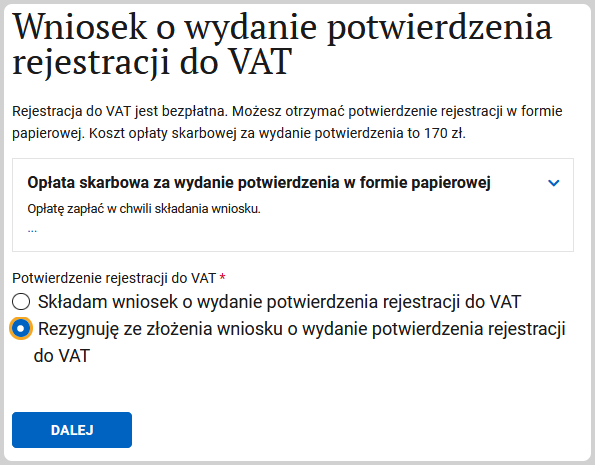 Wniosek o wydanie potwierdzenia
rejestracji do VAT
Rejestracja do VAT jest bezpłatna. Możesz otrzymać potwierdzenie rejestracji w formie
papierowej. Koszt opłaty skarbowej za wydanie potwierdzenia to 170 zł.
Opłata skarbowa za wydanie potwierdzenia w formie papierowej
Opłatę zapłać w chwili składania wniosku.
...
Potwierdzenie rejestracji do VAT *
Składam wniosek o wydanie potwierdzenia rejestracji do VAT
Rezygnuję ze złożenia wniosku o wydanie potwierdzenia rejestracji
do VAT
DALEJ